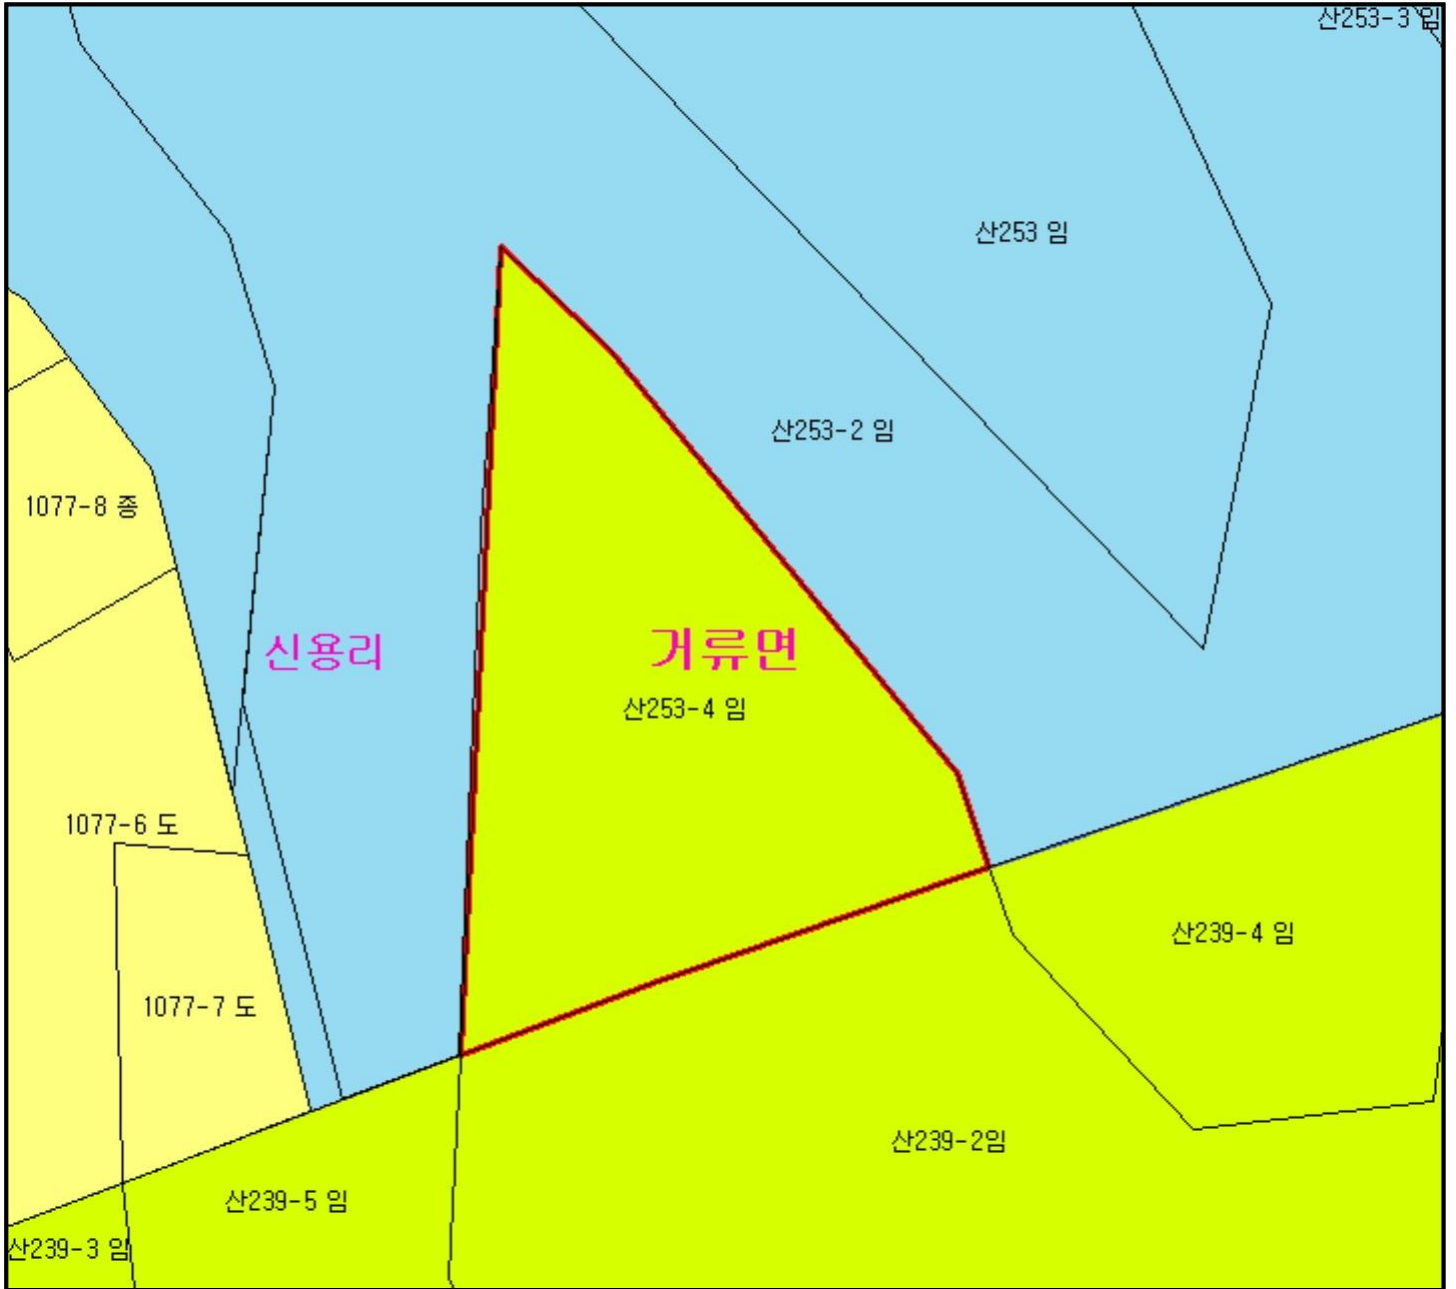 산253-3 임
산253 임
산253-2 임
1077-8 종
신용리
거류면
산253-4 임
1077-6 도
산239-4 임
1077-7 도
산239-2임
산239-5 임
산239-3 임